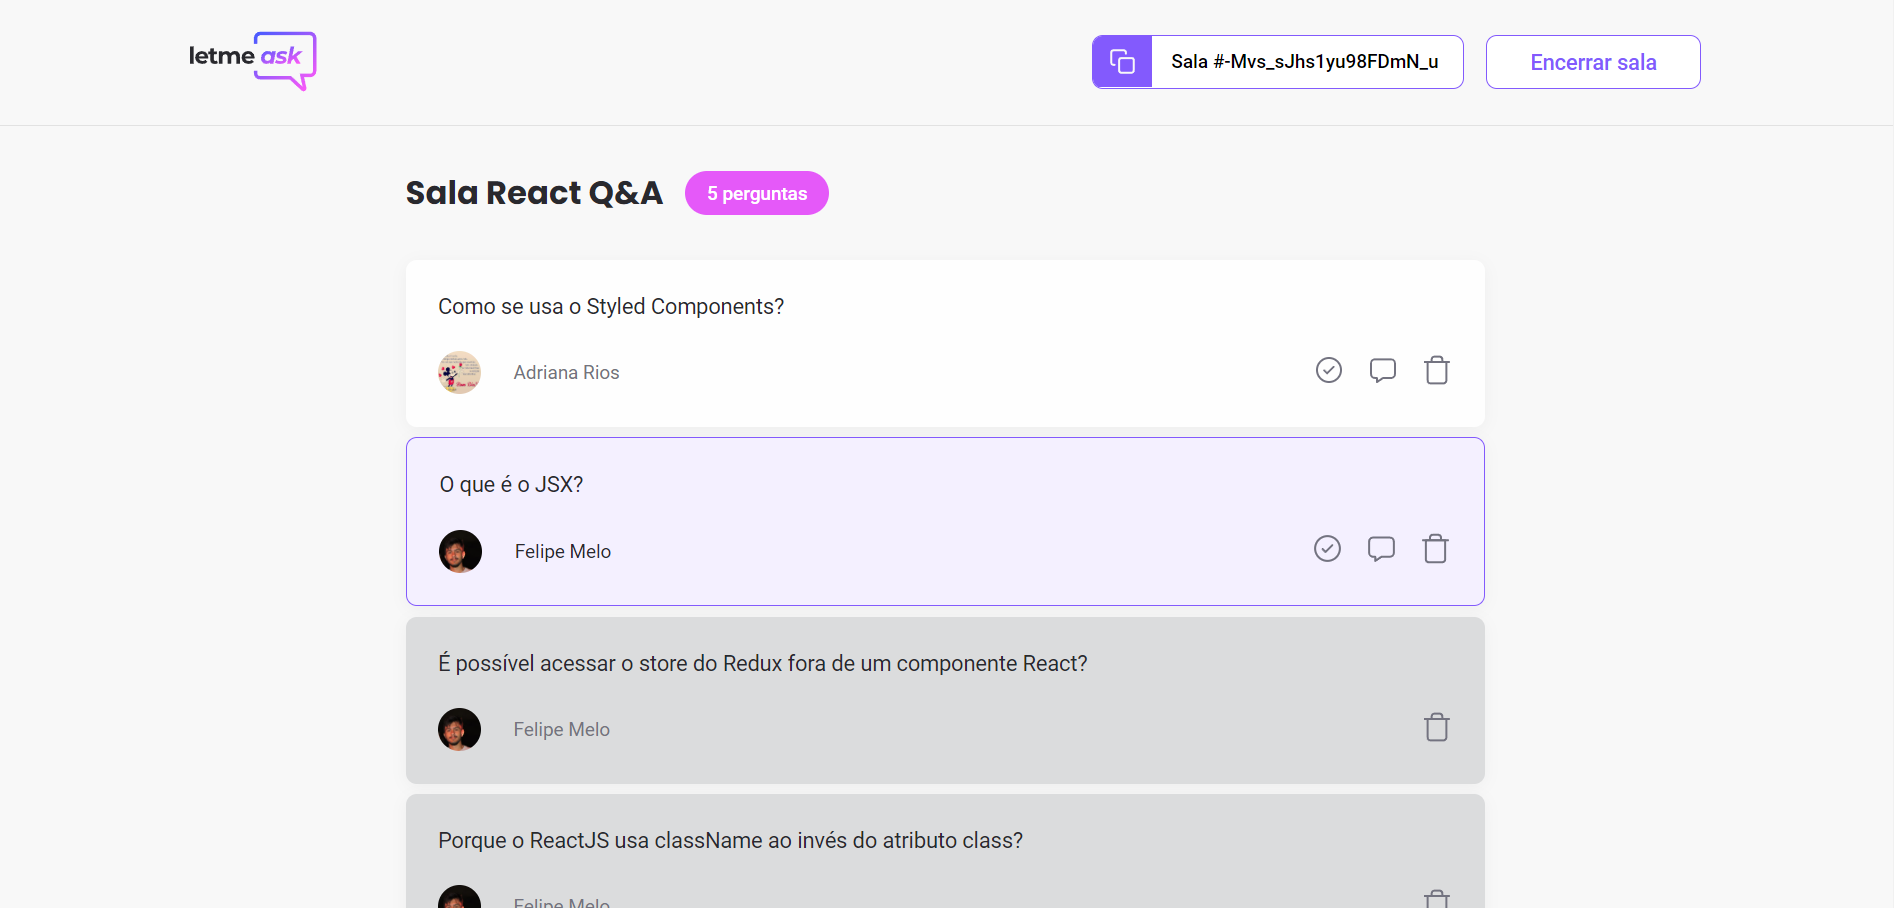 letme ask
Sala #-Mvs_sJhs1yu98FDmN_u
Encerrar sala
Sala React Q&A
5 perguntas
Como se usa o Styled Components?
Adriana Rios
O que é o JSX?
Felipe Melo
É possível acessar o store do Redux fora de um componente React?
Felipe Melo
Porque o ReactJS usa className ao invés do atributo class?
Felipe Melo